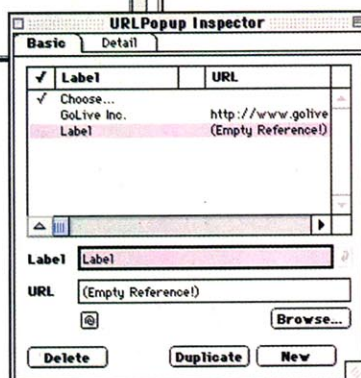 URLPopup Inspector
Basic Detail
✓ Label URL
✓ Choose...
GoLive Inc. http://www.golive
Label (Empty Reference!)
Label Label
URL (Empty Reference!)
Browse...
Delete Duplicate New